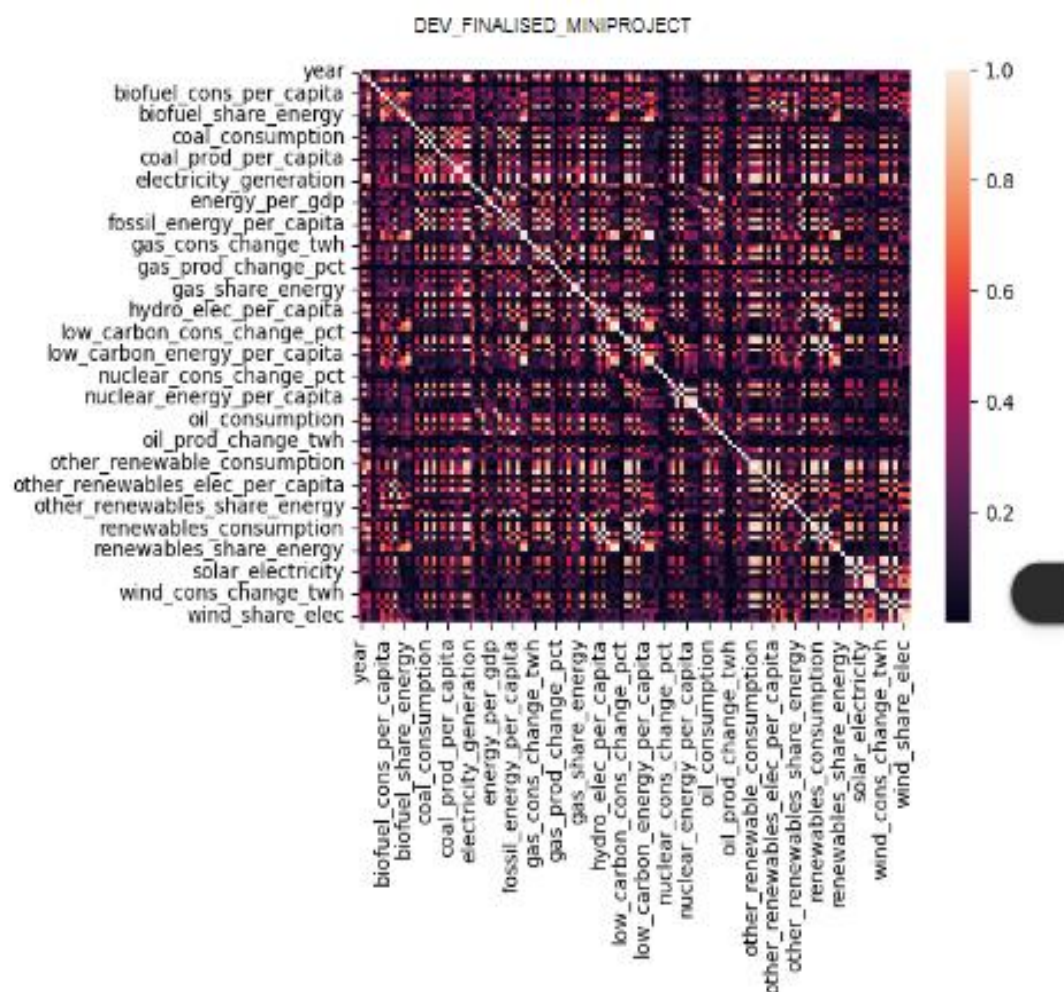 DEV_FINALISED_MINIPROJECT
year
biofuel_cons_per_capita
biofuel_share_energy
coal_consumption
coal_prod_per_capita
electricity_generation
energy_per_gdp
fossil_energy_per_capita
gas_cons_change_twh
gas_prod_change_pct
gas_share_energy
hydro_elec_per_capita
low_carbon_cons_change_pct
low_carbon_energy_per_capita
nuclear_cons_change_pct
nuclear_energy_per_capita
oil_consumption
oil_prod_change_twh
other_renewable_consumption
other_renewables_elec_per_capita
other_renewables_share_energy
renewables_consumption
renewables_share_energy
solar_electricity
wind_cons_change_twh
wind_share_elec
1.0
0.8
0.6
0.4
0.2
year
biofuel_cons_per_capita
biofuel_share_energy
coal_consumption
coal_prod_per_capita
electricity_generation
energy_per_gdp
fossil_energy_per_capita
gas_cons_change_twh
gas_prod_change_pct
gas_share_energy
hydro_elec_per_capita
low_carbon_cons_change_pct
low_carbon_energy_per_capita
nuclear_cons_change_pct
nuclear_energy_per_capita
oil_consumption
oil_prod_change_twh
other_renewable_consumption
other_renewables_elec_per_capita
other_renewables_share_energy
renewables_consumption
renewables_share_energy
solar_electricity
wind_cons_change_twh
wind_share_elec